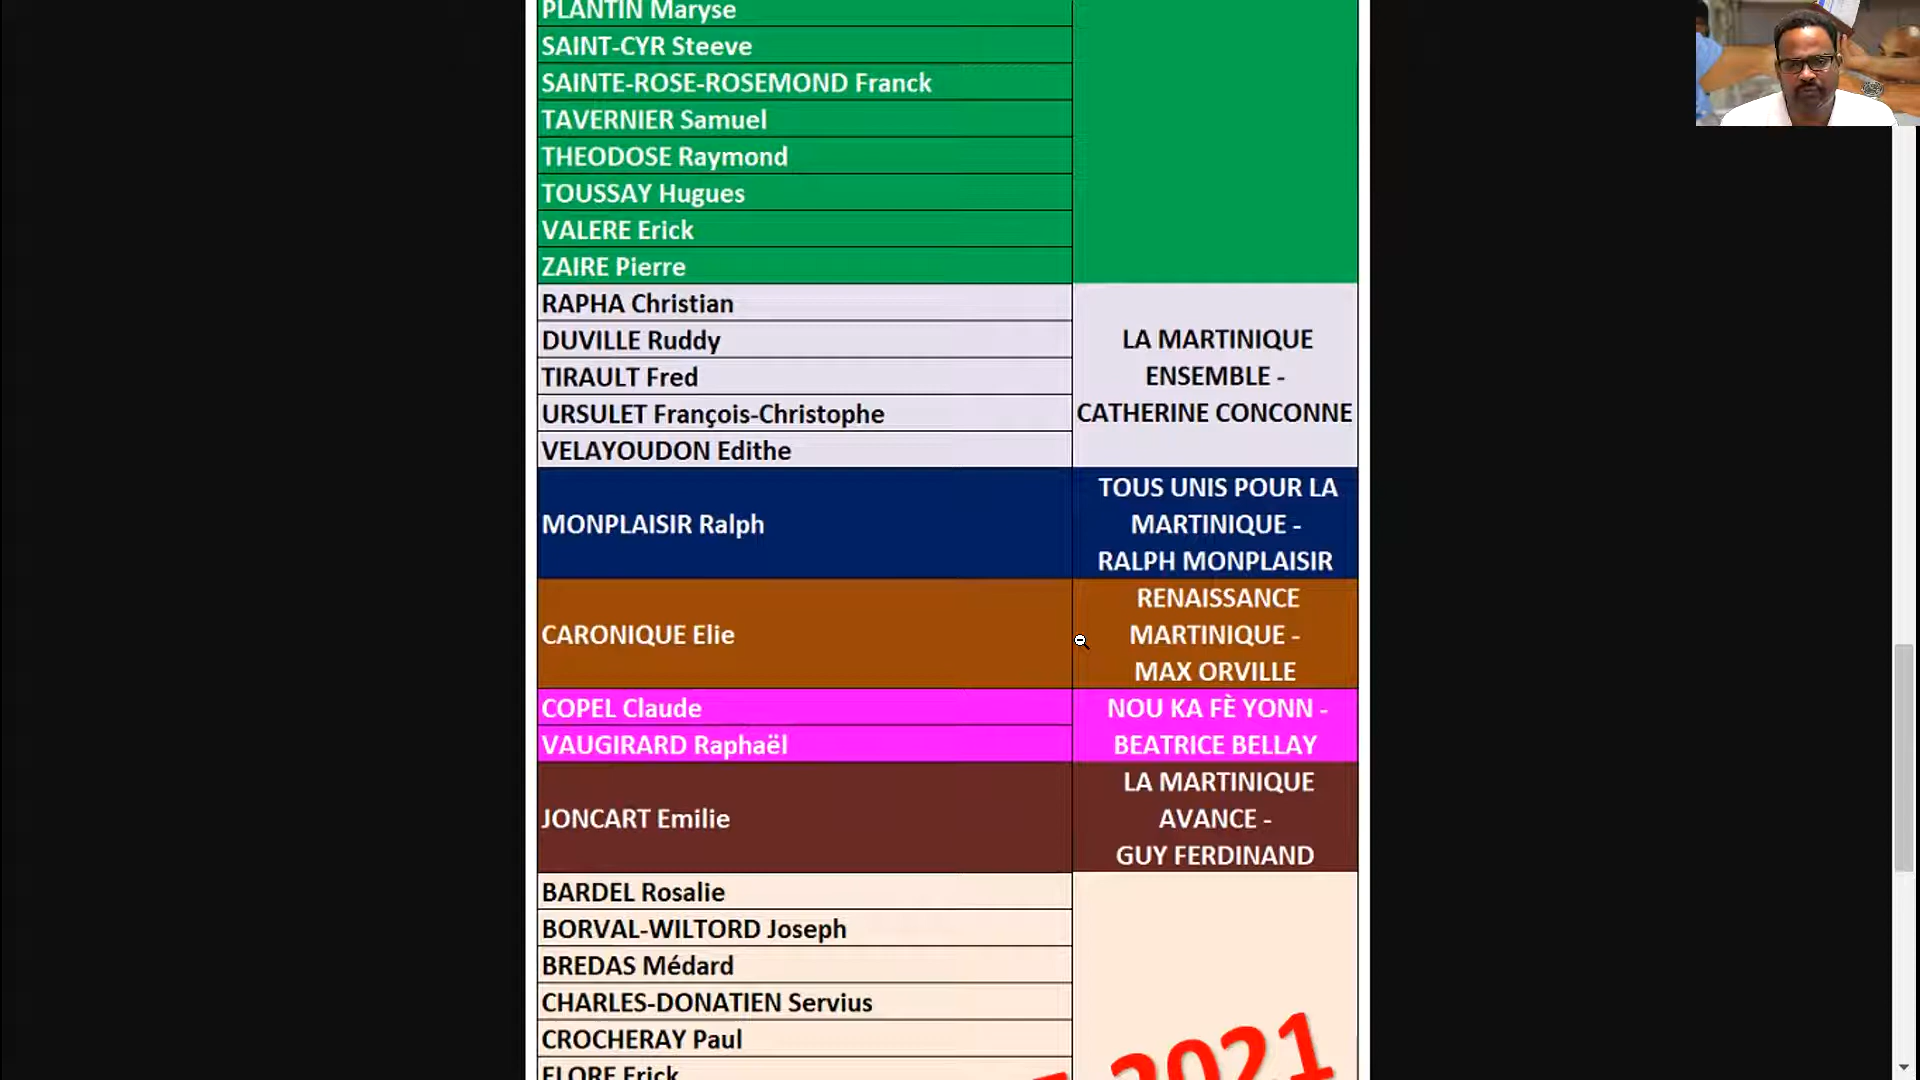 PLANTIN Maryse
SAINT-CYR Steeve
SAINTE-ROSE-ROSEMOND Franck
TAVERNIER Samuel
THEODOSE Raymond
TOUSSAY Hugues
VALERE Erick
ZAIRE Pierre
RAPHA Christian
DUVILLE Ruddy
TIRAULT Fred
URSULET François-Christophe
VELAYOUDON Edithe
LA MARTINIQUE
ENSEMBLE -
CATHERINE CONCONNE
MONPLAISIR Ralph
TOUS UNIS POUR LA
MARTINIQUE -
RALPH MONPLAISIR
CARONIQUE Elie
RENAISSANCE
MARTINIQUE -
MAX ORVILLE
COPEL Claude
VAUGIRARD Raphaël
NOU KA FÈ YONN -
BEATRICE BELLAY
JONCART Emilie
LA MARTINIQUE
AVANCE -
GUY FERDINAND
BARDEL Rosalie
BORVAL-WILTORD Joseph
BREDAS Médard
CHARLES-DONATIEN Servius
CROCHERAY Paul
FLORE Erick
2021